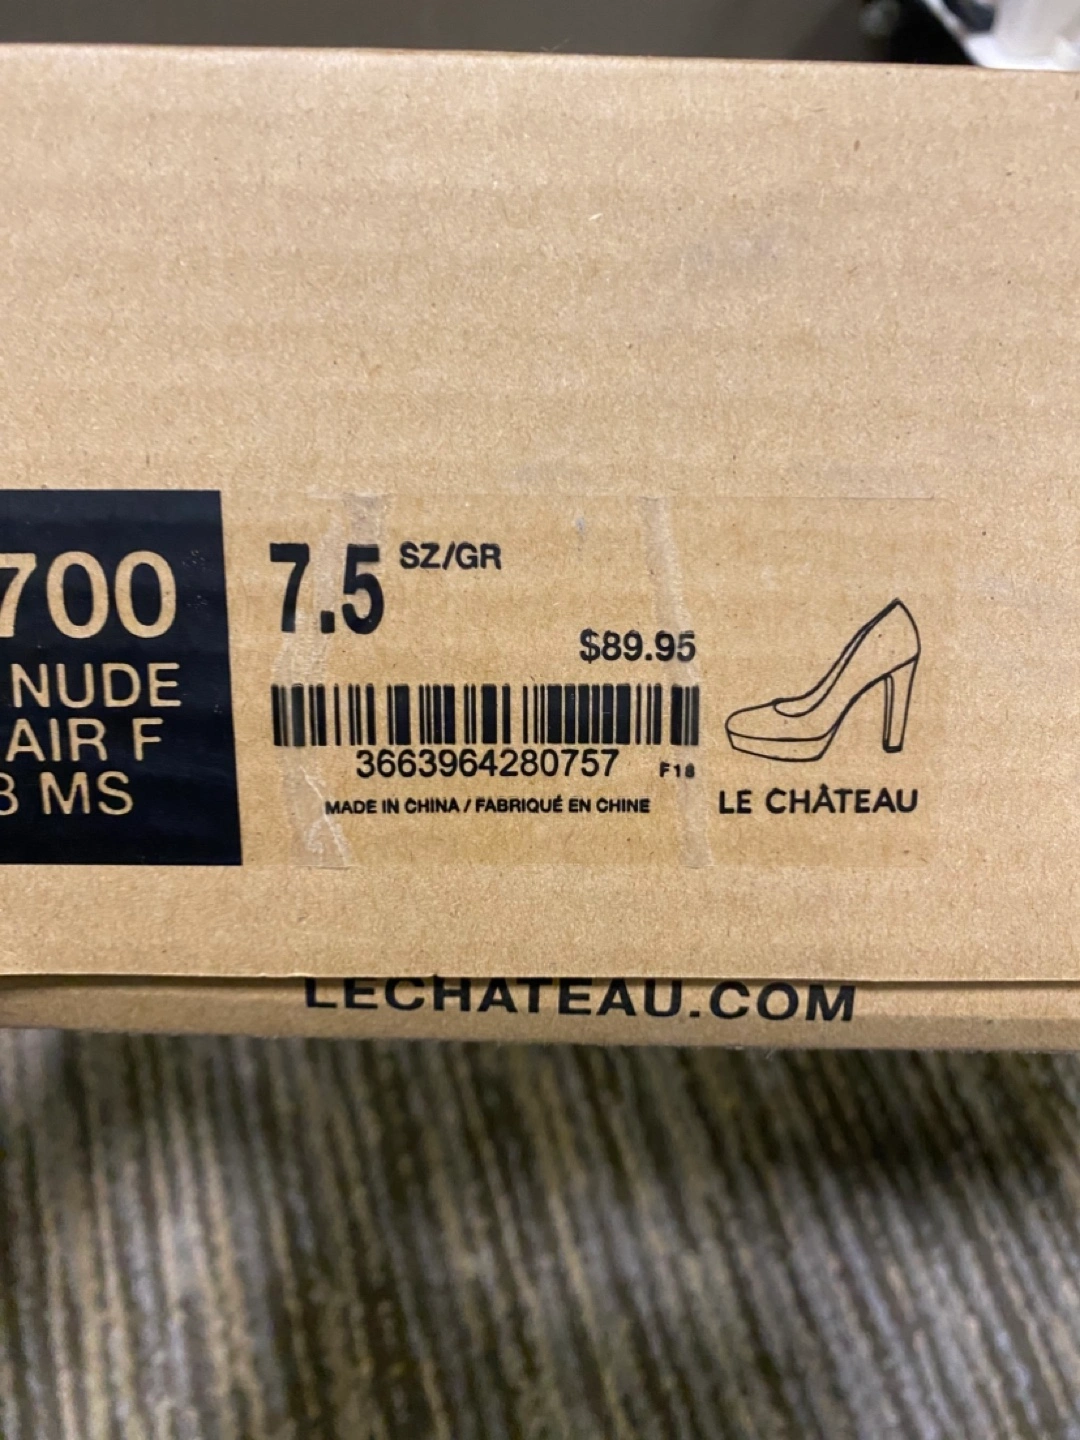 700
NUDE
AIR F
8 MS
7.5 SZ/GR
$89.95
3663964280757 F18
MADE IN CHINA / FABRIQUÉ EN CHINE
LE CHÂTEAU
LECHATEAU.COM